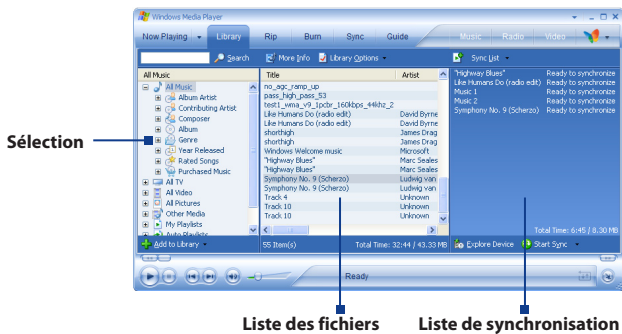 Windows Media Player
Now Playing Library Rip Burn Sync Guide Music Radio Video
Search More Info Library Options Sync List
All Music
All Music
Album Artist
Contributing Artist
Composer
Album
Genre
Year Released
Rated Songs
Purchased Music
All TV
All Video
All Pictures
Other Media
My Playlists
Auto Playlists
Add to Library
Title Artist
no_agc_ramp_up
pass_high_pass_53
test1_wma_v9_1pcbr_160kbps_44khz_2
Like Humans Do (radio edit) David Byrne
Like Humans Do (radio edit) David Byrne
shorthigh James Drag
shorthigh James Drag
Windows Welcome music Microsoft
"Highway Blues" Marc Seales
"Highway Blues" Marc Seales
Symphony No. 9 (Scherzo) Ludwig van
Symphony No. 9 (Scherzo) Ludwig van
Track 4 Unknown
Track 10 Unknown
Track 10 Unknown
55 Item(s) Total Time: 32:44 / 43.33 MB
"Highway Blues" Ready to synchronize
Like Humans Do (radio edit) Ready to synchronize
Music 1 Ready to synchronize
Music 2 Ready to synchronize
Symphony No. 9 (Scherzo) Ready to synchronize
Total Time: 6:45 / 8.30 MB
Explore Device Start Sync
Ready
Sélection
Liste des fichiers
Liste de synchronisation